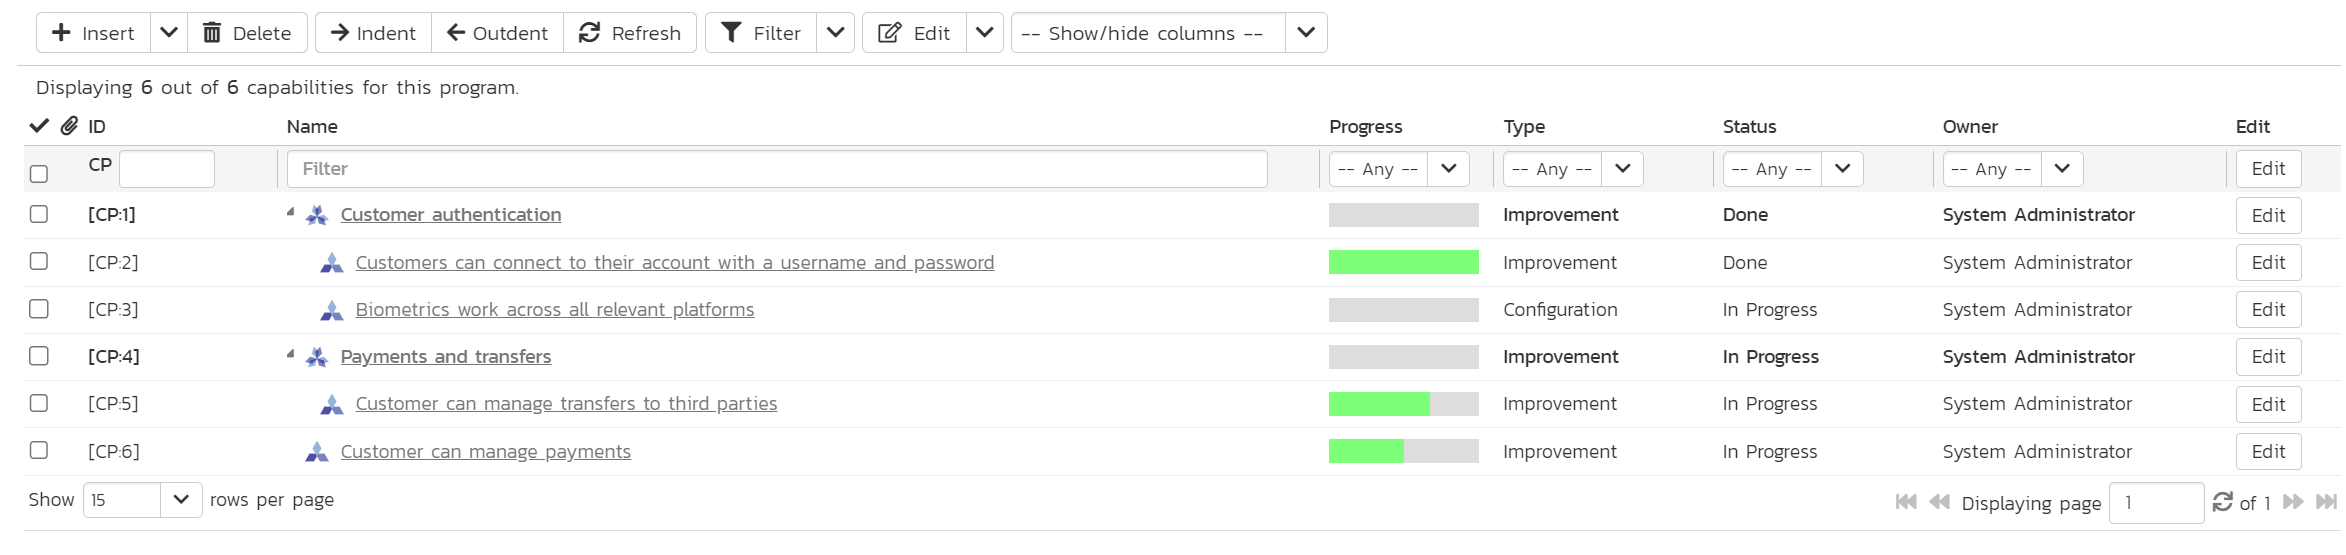 Insert Delete Indent Outdent Refresh Filter Edit -- Show/hide columns --
Displaying 6 out of 6 capabilities for this program.
ID Name Progress Type Status Owner Edit
CP Filter -- Any -- -- Any -- -- Any -- -- Any -- Edit
[CP:1] Customer authentication Improvement Done System Administrator Edit
[CP:2] Customers can connect to their account with a username and password Improvement Done System Administrator Edit
[CP:3] Biometrics work across all relevant platforms Configuration In Progress System Administrator Edit
[CP:4] Payments and transfers Improvement In Progress System Administrator Edit
[CP:5] Customer can manage transfers to third parties Improvement In Progress System Administrator Edit
[CP:6] Customer can manage payments Improvement In Progress System Administrator Edit
Show 15 rows per page Displaying page 1 of 1